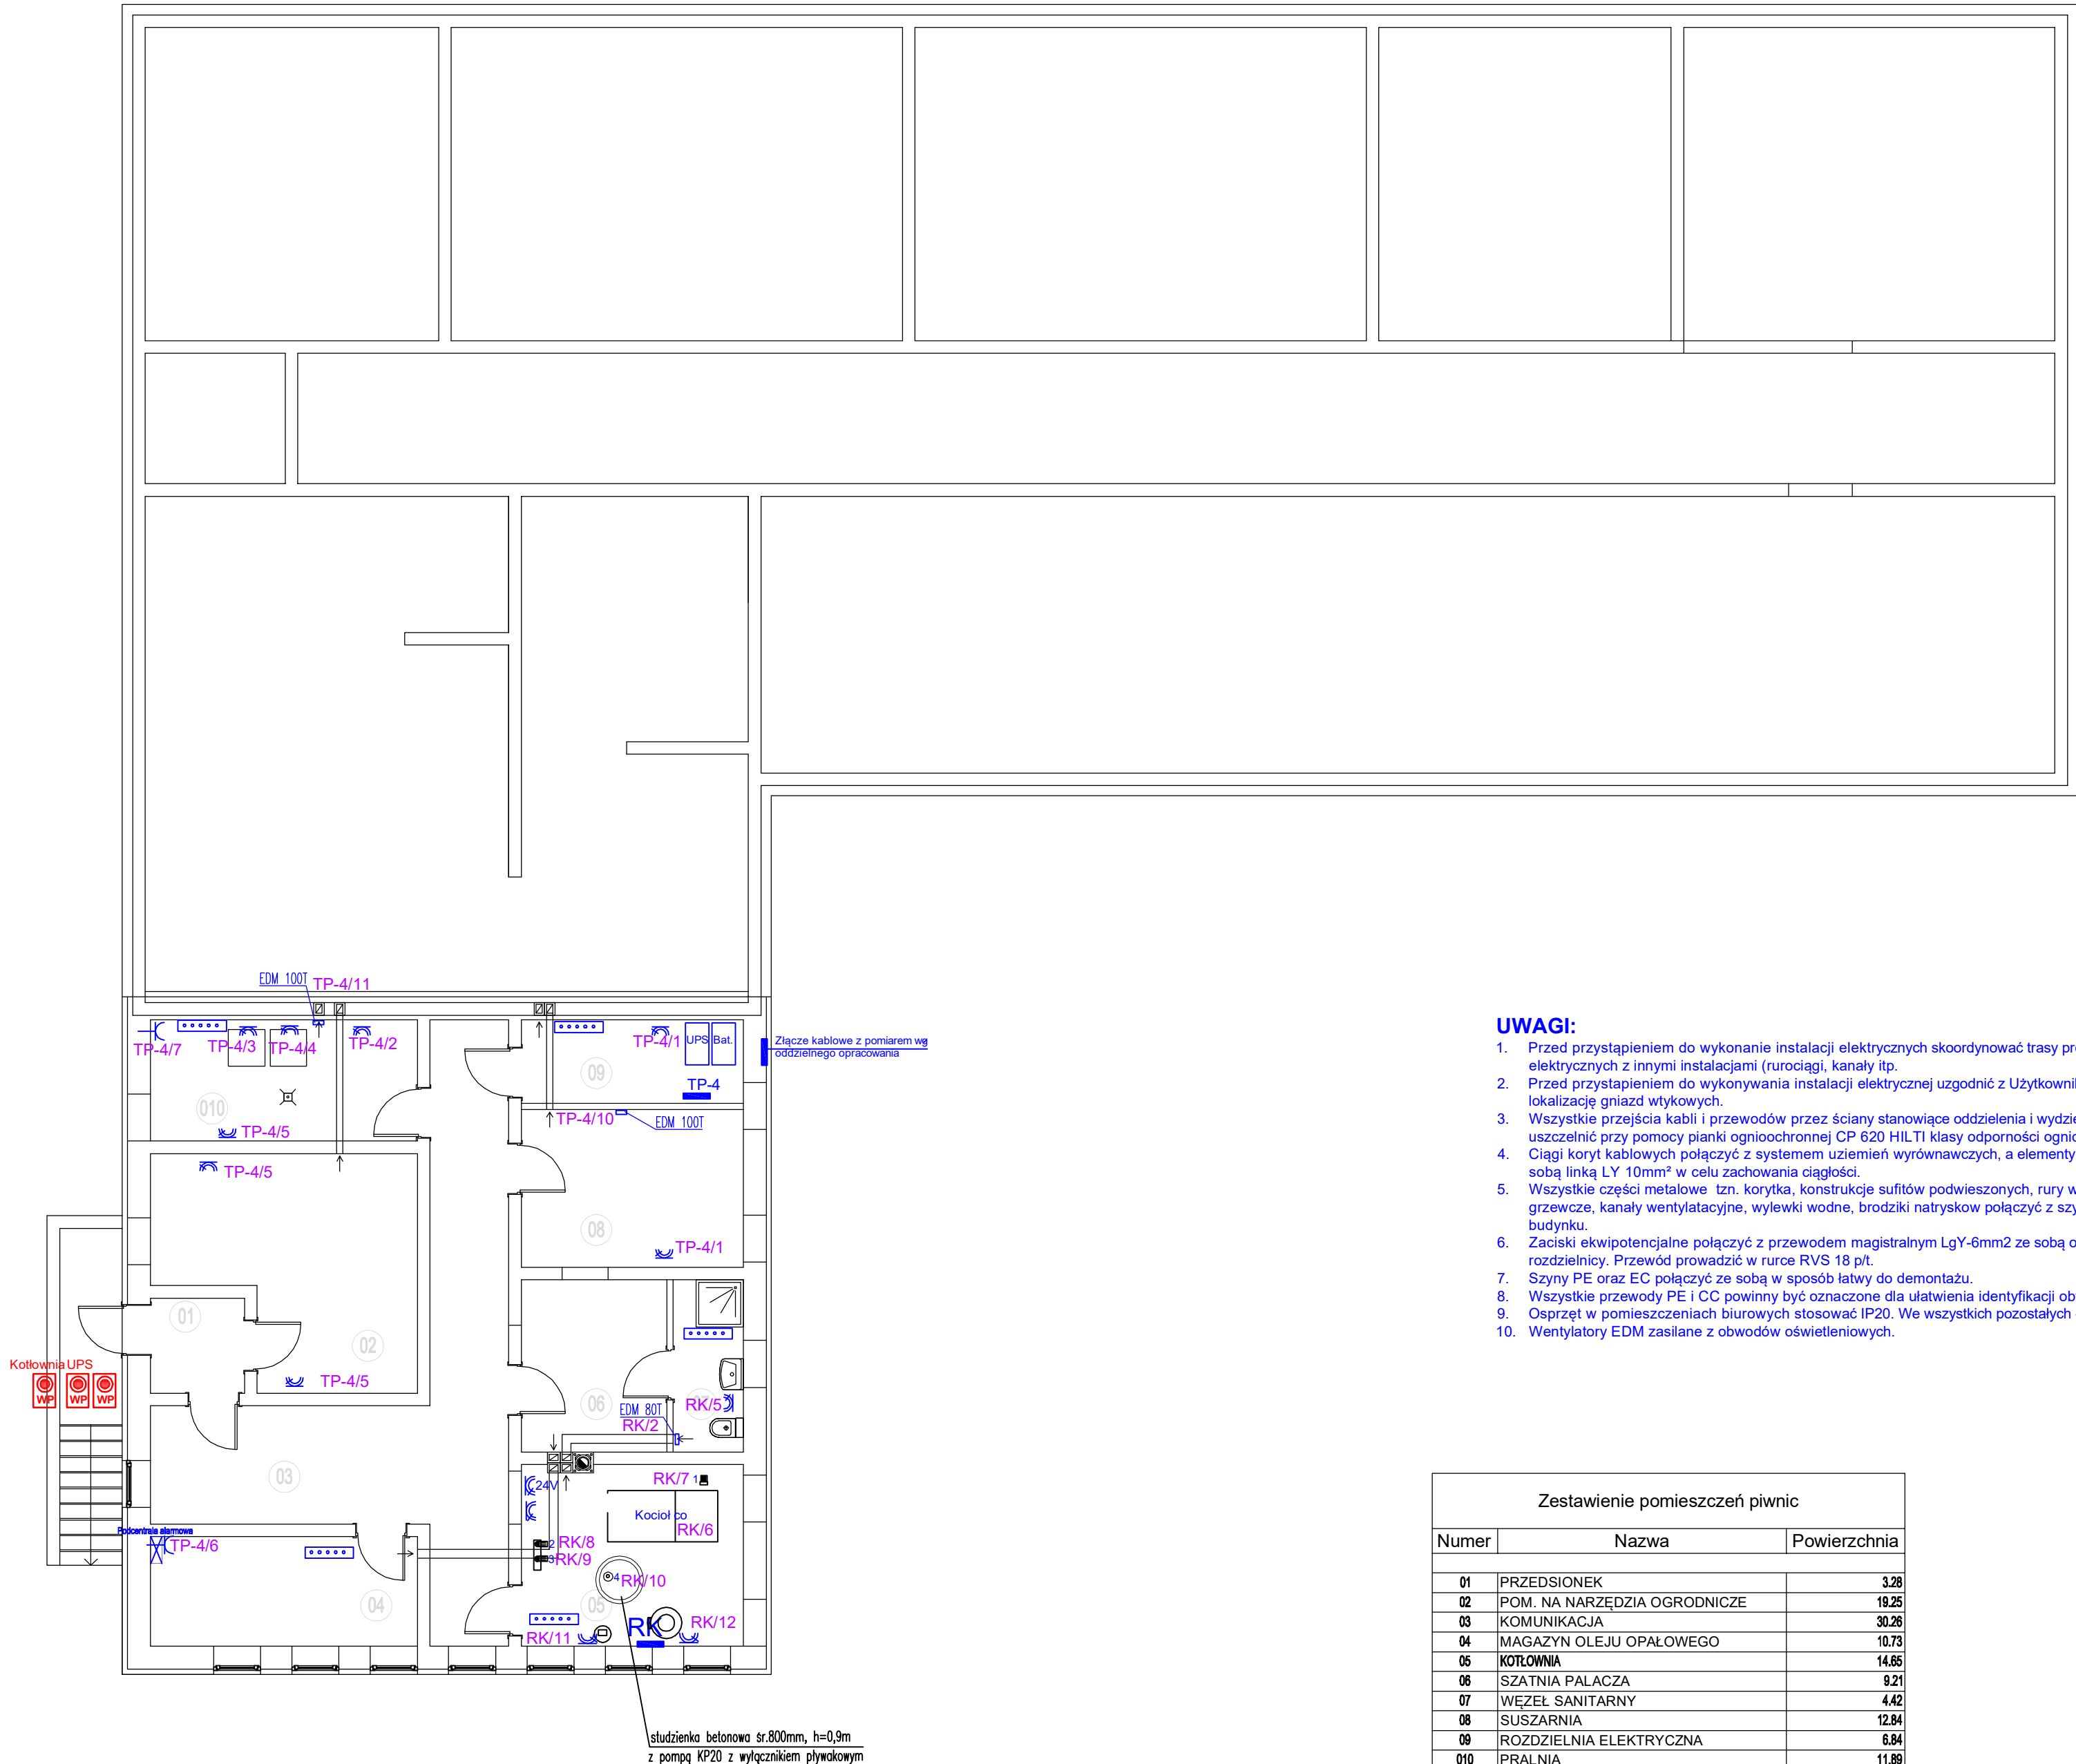 EDM 100T
TP-4/11
TP-4/7
TP-4/3
TP-4/4
TP-4/2
TP-4/1
UPS
Bat.
Złącze kablowe z pomiarem wg
oddzielnego opracowania
09
TP-4
010
TP-4/5
TP-4/10
EDM 100T
TP-4/5
08
TP-4/1
01
02
Kotłownia UPS
WP
WP
WP
TP-4/5
06
RK/5
EDM 80T
RK/2
03
24V
RK/7
1
Kocioł co
RK/6
Podcentrala alarmowa
TP-4/6
2
RK/8
3
RK/9
4
RK/10
04
05
RK
RK/12
RK/11
studzienka betonowa śr.800mm, h=0,9m
z pompą KP20 z wyłącznikiem pływakowym
UWAGI:
1. Przed przystąpieniem do wykonanie instalacji elektrycznych skoordynować trasy
elektrycznych z innymi instalacjami (rurociągi, kanały itp.
2. Przed przystapieniem do wykonywania instalacji elektrycznej uzgodnić z
lokalizację gniazd wtykowych.
3. Wszystkie przejścia kabli i przewodów przez ściany stanowiące oddzielenia i
uszczelnić przy pomocy pianki ognioochronnej CP 620 HILTI klasy odporności
4. Ciągi koryt kablowych połączyć z systemem uziemień wyrównawczych, a elementy
sobą linką LY 10mm² w celu zachowania ciągłości.
5. Wszystkie części metalowe tzn. korytka, konstrukcje sufitów podwieszonych, rury
grzewcze, kanały wentylatacyjne, wylewki wodne, brodziki natryskow połączyć z
budynku.
6. Zaciski ekwipotencjalne połączyć z przewodem magistralnym LgY-6mm2 ze sobą
rozdzielnicy. Przewód prowadzić w rurce RVS 18 p/t.
7. Szyny PE oraz EC połączyć ze sobą w sposób łatwy do demontażu.
8. Wszystkie przewody PE i CC powinny być oznaczone dla ułatwienia identyfikacji
9. Osprzęt w pomieszczeniach biurowych stosować IP20. We wszystkich pozostałych
10. Wentylatory EDM zasilane z obwodów oświetleniowych.
Zestawienie pomieszczeń piwnic
Numer Nazwa Powierzchnia
01 PRZEDSIONEK 3.28
02 POM. NA NARZĘDZIA OGRODNICZE 19.25
03 KOMUNIKACJA 30.26
04 MAGAZYN OLEJU OPAŁOWEGO 10.73
05 KOTŁOWNIA 14.65
06 SZATNIA PALACZA 9.21
07 WĘZEŁ SANITARNY 4.42
08 SUSZARNIA 12.84
09 ROZDZIELNIA ELEKTRYCZNA 6.84
010 PRALNIA 11.89